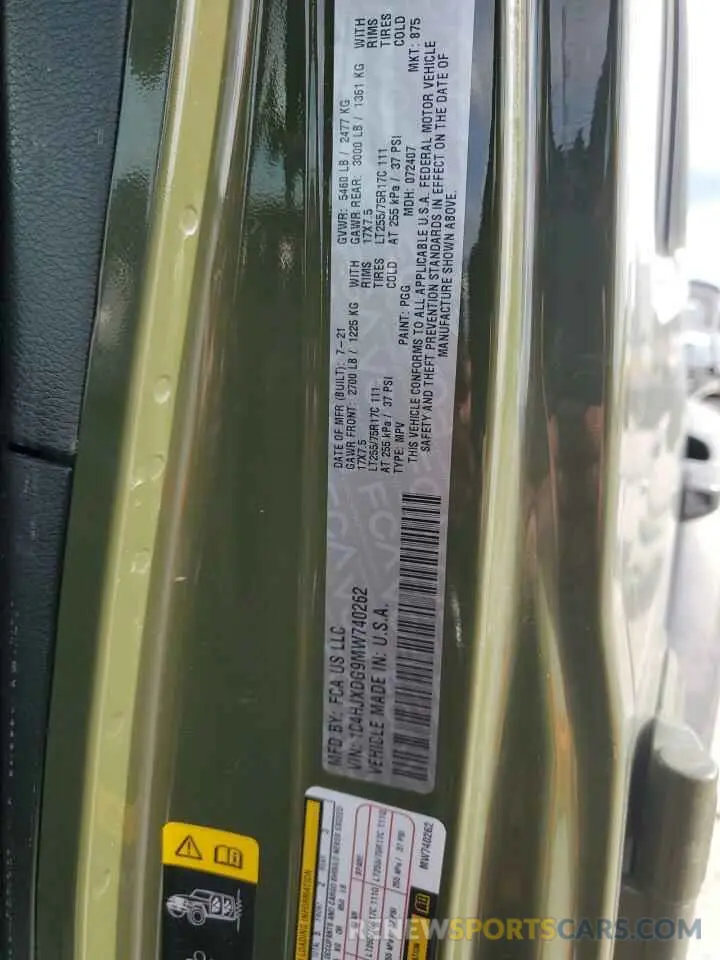 MFD BY: FCA US LLC
VIN: 1C4HJXDG9MW740262
VEHICLE MADE IN: U.S.A.
DATE OF MFR (BUILT): 7-21 GVWR: 5460 LB / 2477 KG
GAWR FRONT: 2700 LB / 1225 KG WITH GAWR REAR: 3000 LB / 1361 KG WITH
17X7.5 RIMS 17X7.5 RIMS
LT255/75R17C 111 TIRES LT255/75R17C 111 TIRES
AT 255 kPa / 37 PSI COLD AT 255 kPa / 37 PSI COLD
TYPE: MPV PAINT: PGG MDH: 072407 MKT: 875
THIS VEHICLE CONFORMS TO ALL APPLICABLE U.S.A. FEDERAL MOTOR VEHICLE
SAFETY AND THEFT PREVENTION STANDARDS IN EFFECT ON THE DATE OF
MANUFACTURE SHOWN ABOVE.
LOADING INFORMATION
MW740262
RENEWSPORTSCARS.COM